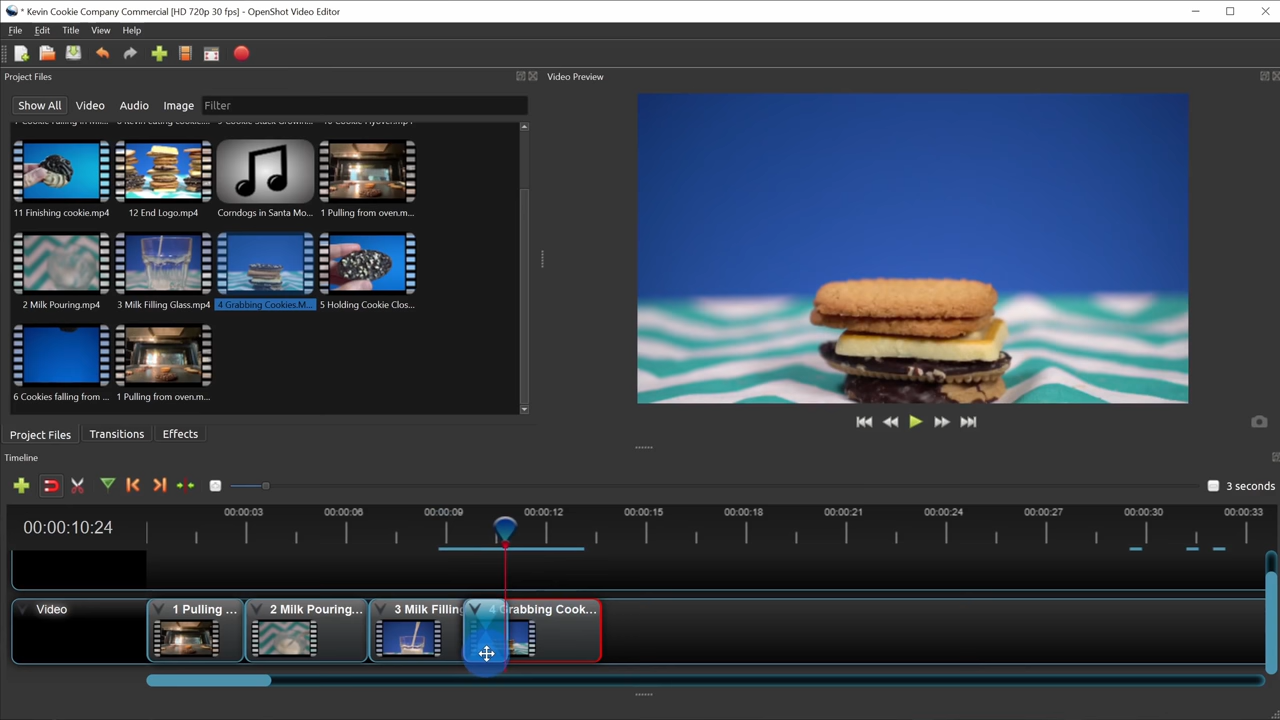 * Kevin Cookie Company Commercial [HD 720p 30 fps] - OpenShot Video Editor
File Edit Title View Help
Project Files
Video Preview
Show All Video Audio Image Filter
11 Finishing cookie.mp4 12 End Logo.mp4 Corndogs in Santa Mo... 1 Pulling from oven.m...
2 Milk Pouring.mp4 3 Milk Filling Glass.mp4 4 Grabbing Cookies.M... 5 Holding Cookie Clos...
6 Cookies falling from ... 1 Pulling from oven.m...
Project Files Transitions Effects
Timeline
3 seconds
00:00:10:24
00:00:03 00:00:06 00:00:09 00:00:12 00:00:15 00:00:18 00:00:21 00:00:24 00:00:27 00:00:30 00:00:33
Video
1 Pulling ... 2 Milk Pouring... 3 Milk Filling 4 Grabbing Cook...